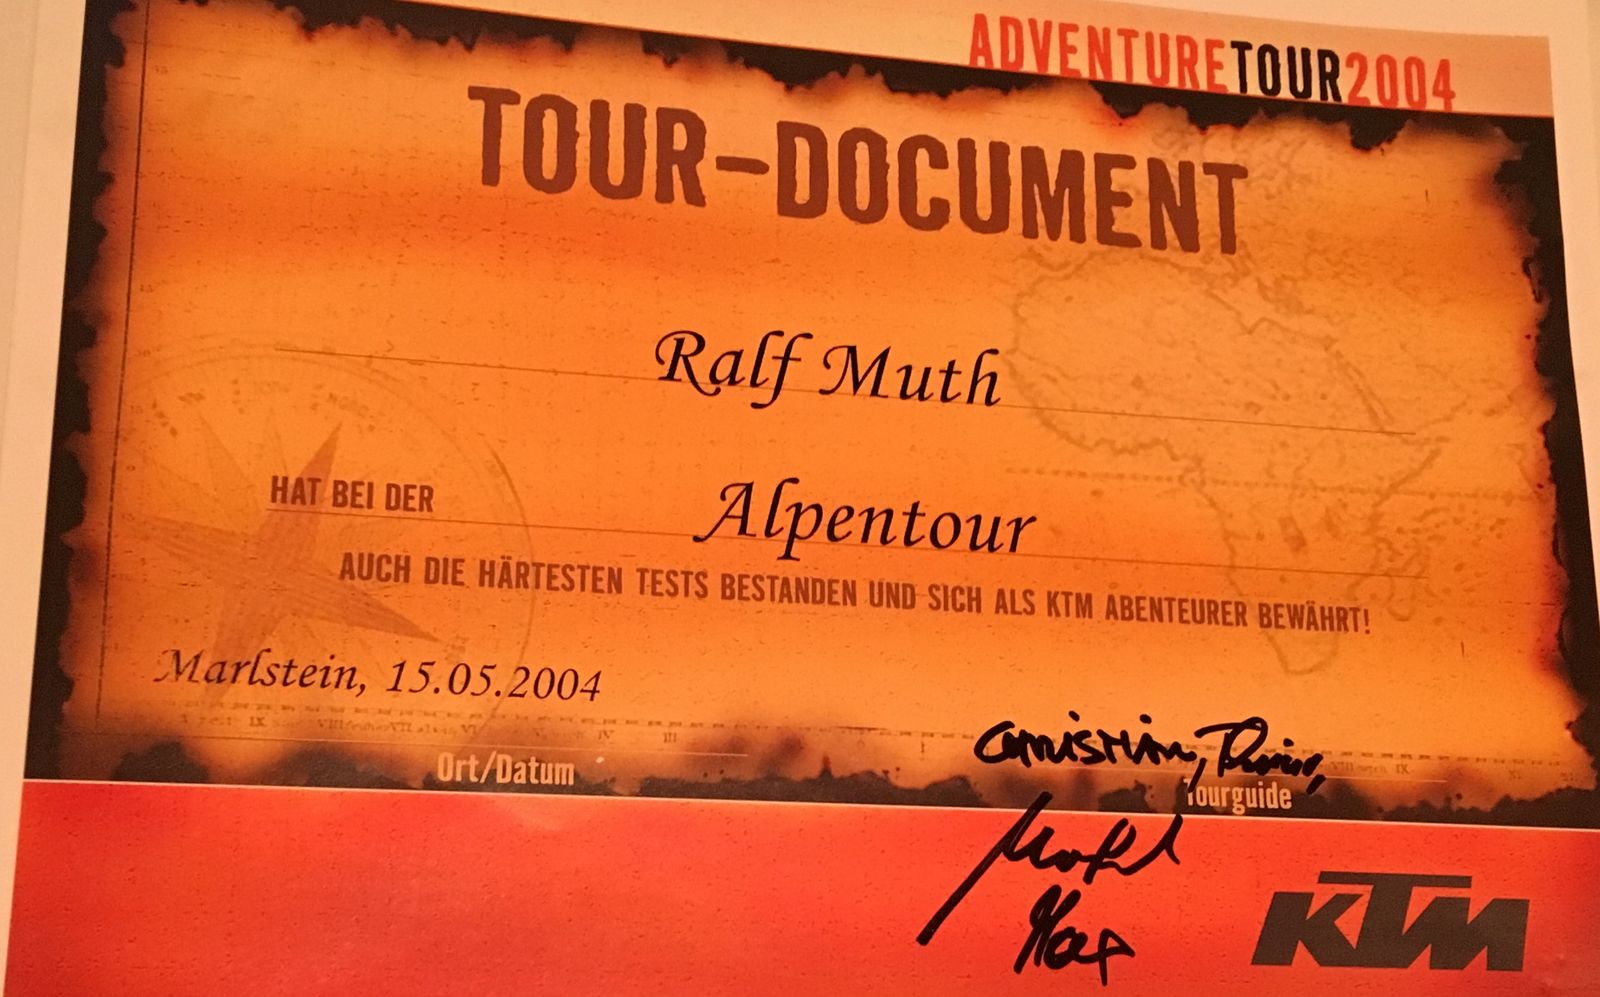 ADVENTURETOUR2004
TOUR-DOCUMENT
Ralf Muth
HAT BEI DER Alpentour
AUCH DIE HÄRTESTEN TESTS BESTANDEN UND SICH ALS KTM ABENTEURER BEWÄHRT!
Marlstein, 15.05.2004
Ort/Datum
Tourguide
KTM